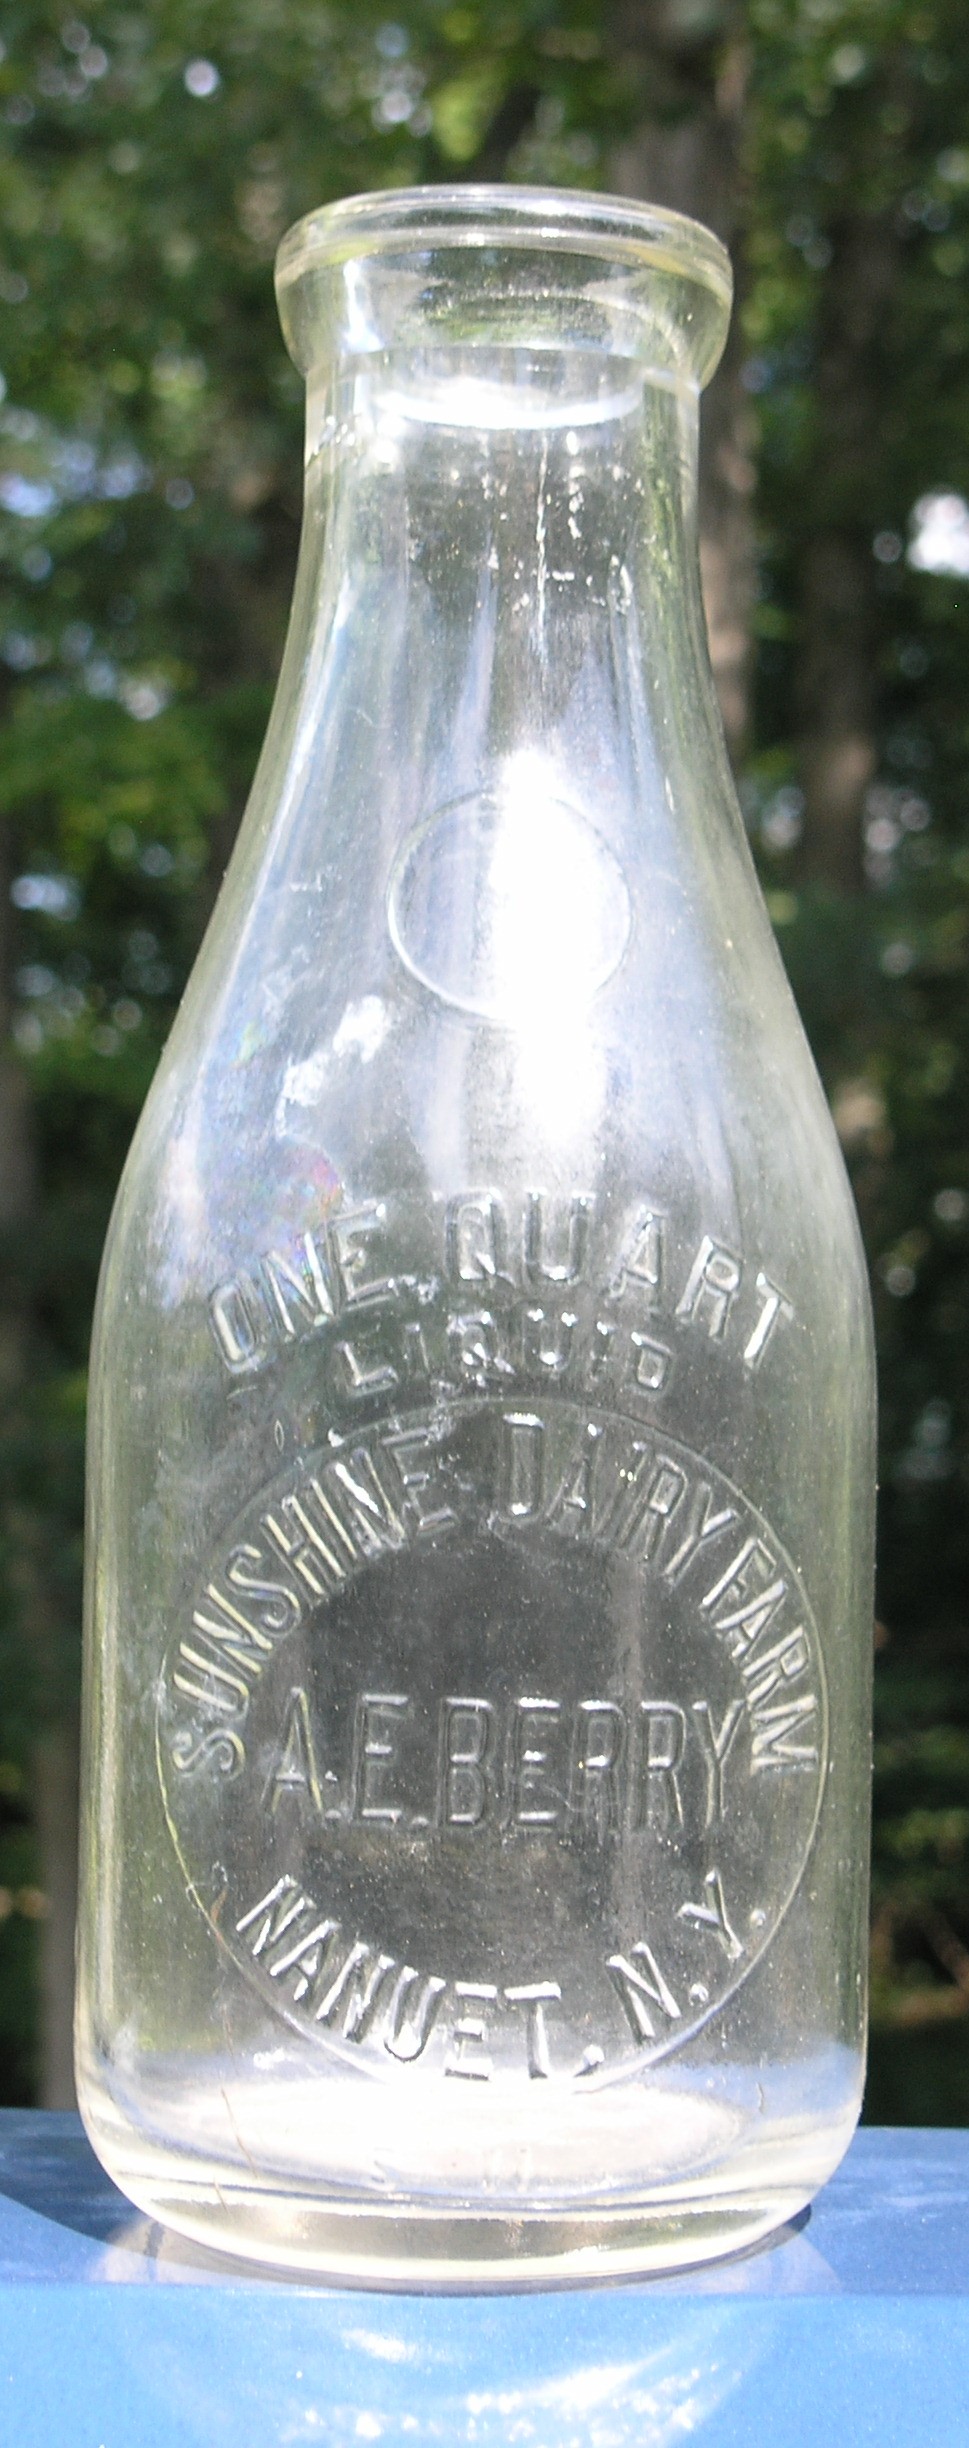 ONE QUART
LIQUID
SUNSHINE DAIRY FARM
A.E.BERRY
NANUET, N.Y.